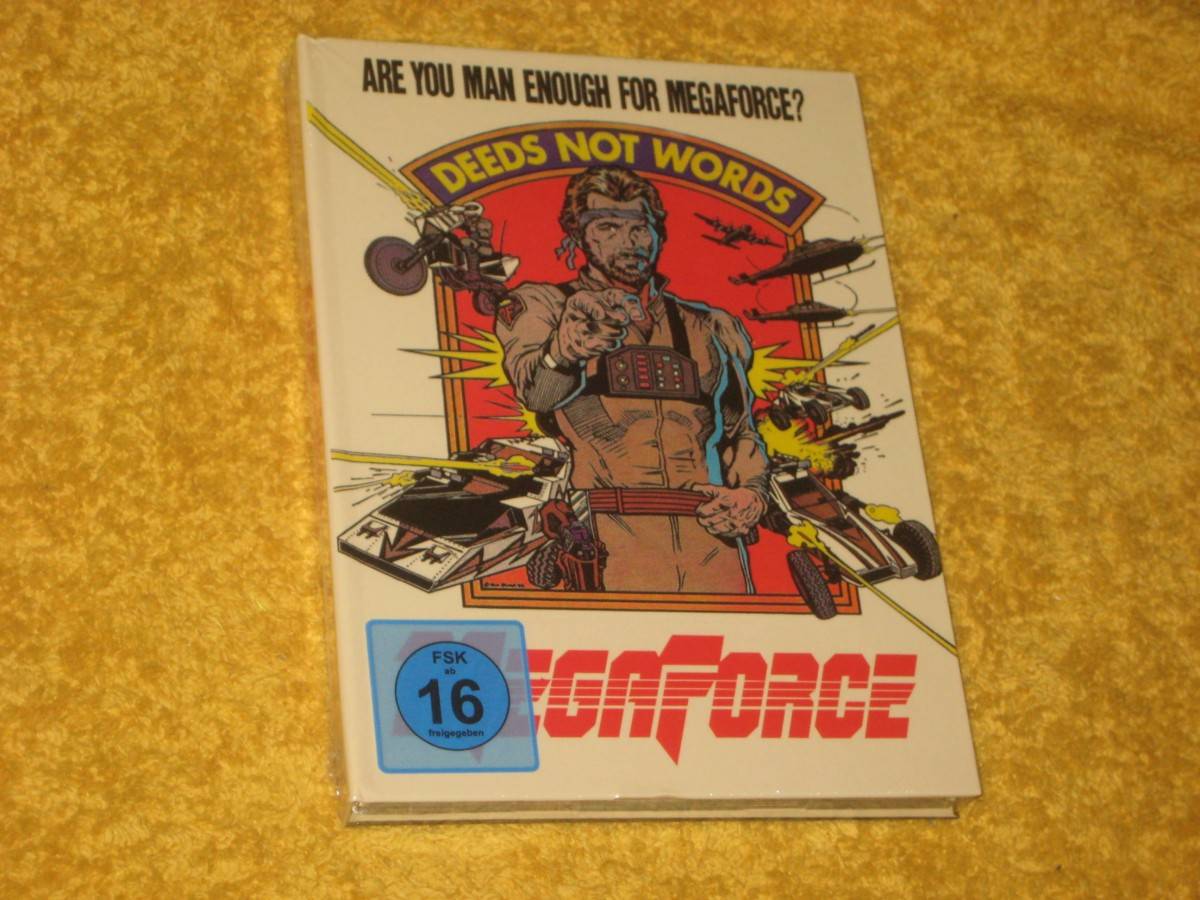 ARE YOU MAN ENOUGH FOR MEGAFORCE?
DEEDS NOT WORDS
MEGAFORCE
FSK
ab
16
freigegeben